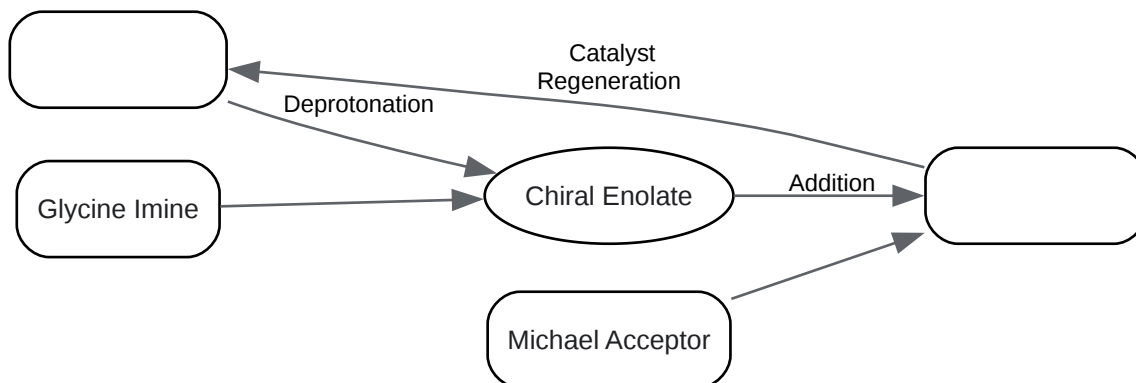 Catalyst
Regeneration
Deprotonation
Glycine Imine
Chiral Enolate
Addition
Michael Acceptor